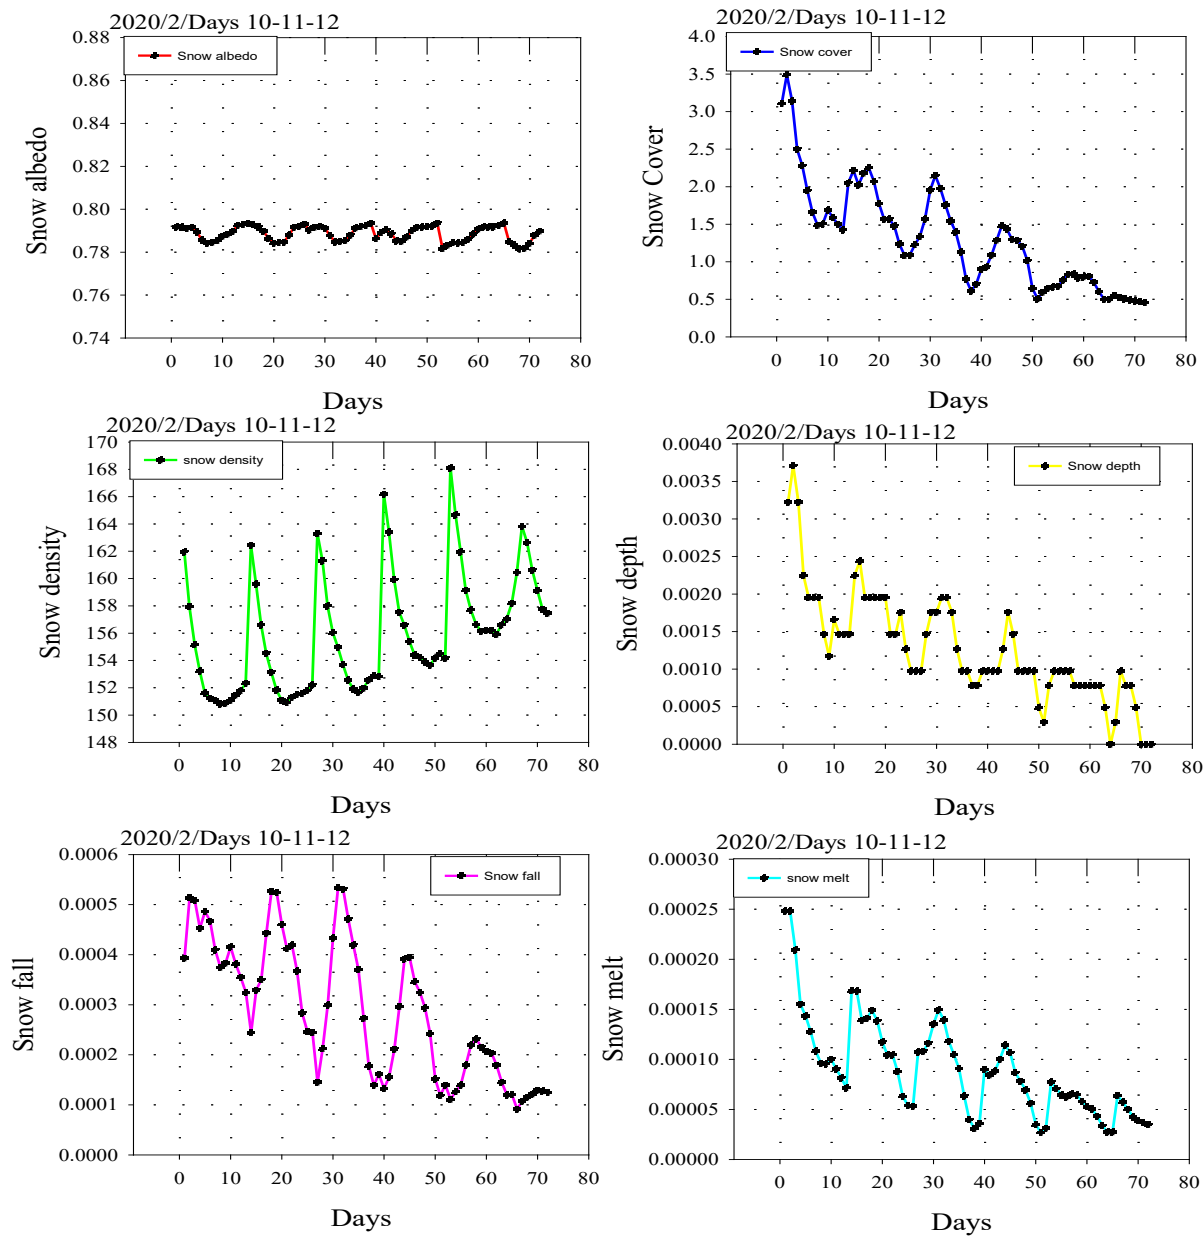 2020/2/Days 10-11-12
Snow albedo
0.88
0.86
0.84
0.82
0.80
0.78
0.76
0.74
Snow albedo
0 10 20 30 40 50 60 70 80
Days
2020/2/Days 10-11-12
Snow cover
4.0
3.5
3.0
2.5
2.0
1.5
1.0
0.5
0.0
Snow Cover
0 10 20 30 40 50 60 70 80
Days
2020/2/Days 10-11-12
snow density
170
168
166
164
162
160
158
156
154
152
150
148
Snow density
0 10 20 30 40 50 60 70 80
Days
2020/2/Days 10-11-12
Snow depth
0.0040
0.0035
0.0030
0.0025
0.0020
0.0015
0.0010
0.0005
0.0000
Snow depth
0 10 20 30 40 50 60 70 80
Days
2020/2/Days 10-11-12
Snow fall
0.0006
0.0005
0.0004
0.0003
0.0002
0.0001
0.0000
Snow fall
0 10 20 30 40 50 60 70 80
Days
2020/2/Days 10-11-12
snow melt
0.00030
0.00025
0.00020
0.00015
0.00010
0.00005
0.00000
Snow melt
0 10 20 30 40 50 60 70 80
Days